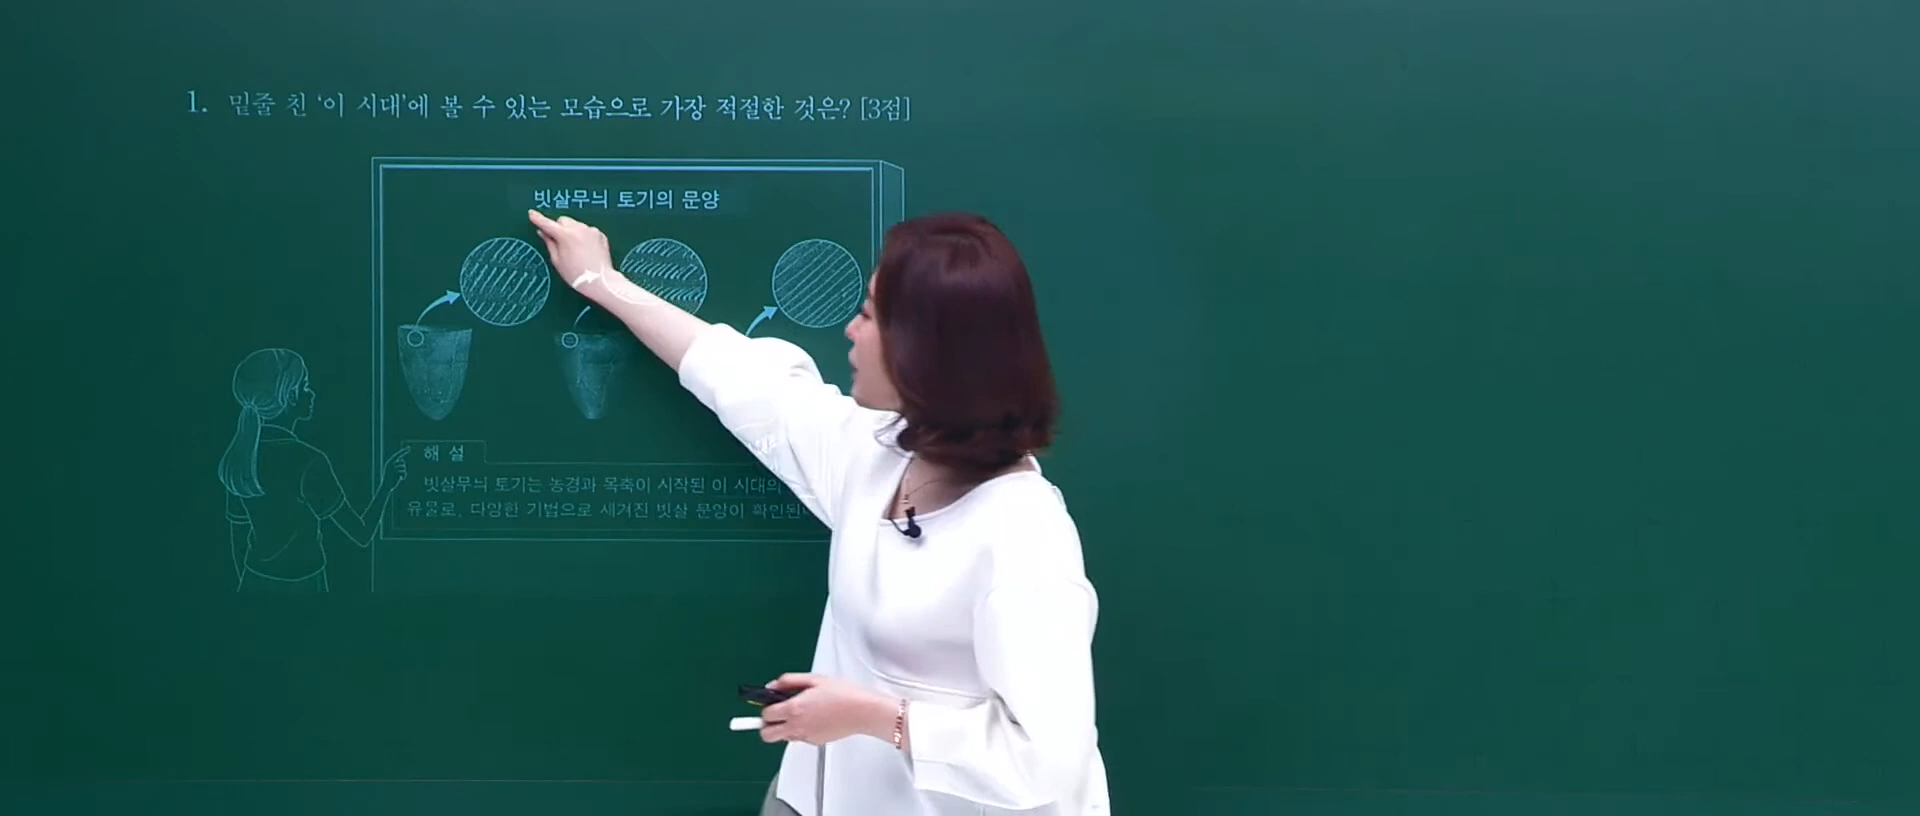 1. 밑줄 친 '이 시대'에 볼 수 있는 모습으로 가장 적절한 것은? [3점]
빗살무늬 토기의 문양
해 설
빗살무늬 토기는 농경과 목축이 시작된 이 시대의
유물로, 다양한 기법으로 새겨진 빗살 문양이 확인된